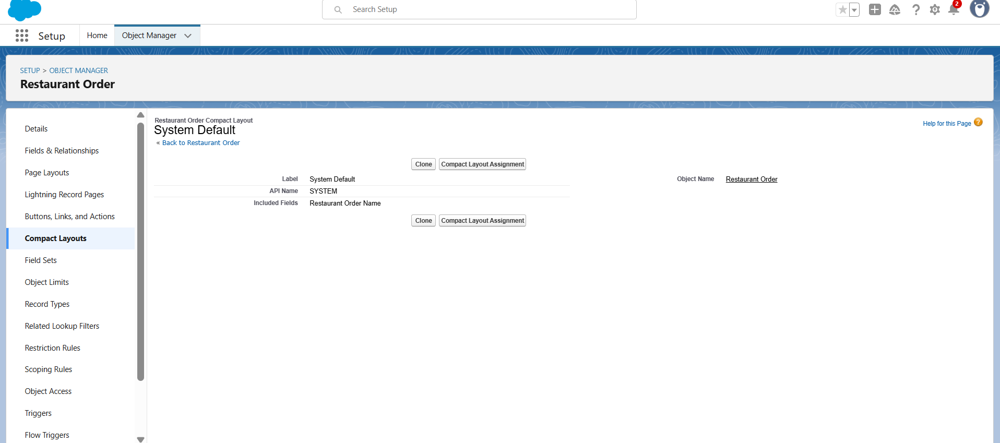 Search Setup
2
Setup
Home
Object Manager
SETUP > OBJECT MANAGER
Restaurant Order
Details
Fields & Relationships
Page Layouts
Lightning Record Pages
Buttons, Links, and Actions
Compact Layouts
Field Sets
Object Limits
Record Types
Related Lookup Filters
Restriction Rules
Scoping Rules
Object Access
Triggers
Flow Triggers
Restaurant Order Compact Layout
System Default
« Back to Restaurant Order
Help for this Page ?
Clone Compact Layout Assignment
Label System Default Object Name Restaurant Order
API Name SYSTEM
Included Fields Restaurant Order Name
Clone Compact Layout Assignment